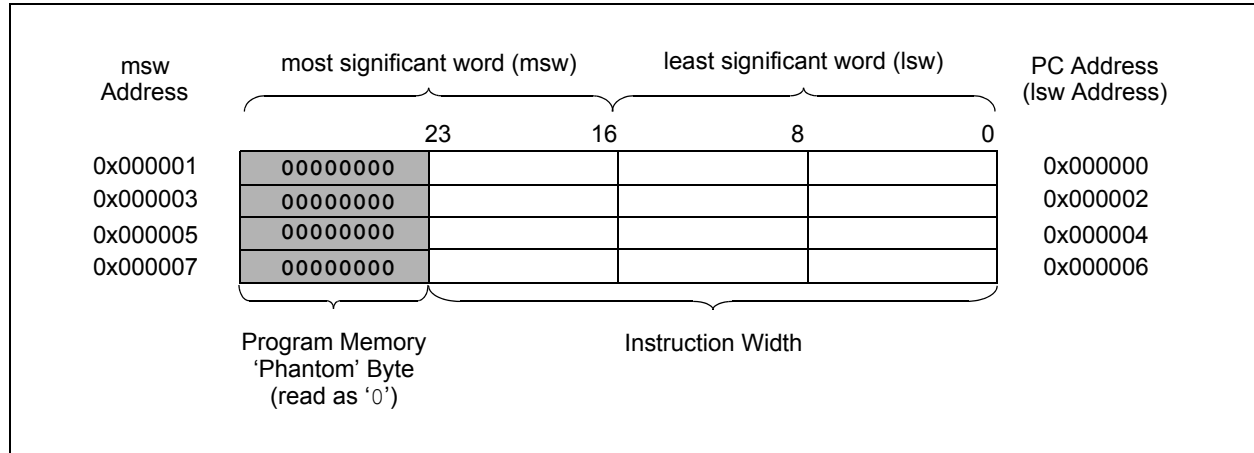 msw
Address
most significant word (msw)
least significant word (lsw)
PC Address
(lsw Address)
23 16 8 0
0x000001 00000000 0x000000
0x000003 00000000 0x000002
0x000005 00000000 0x000004
0x000007 00000000 0x000006
Program Memory
‘Phantom’ Byte
(read as ‘0’)
Instruction Width